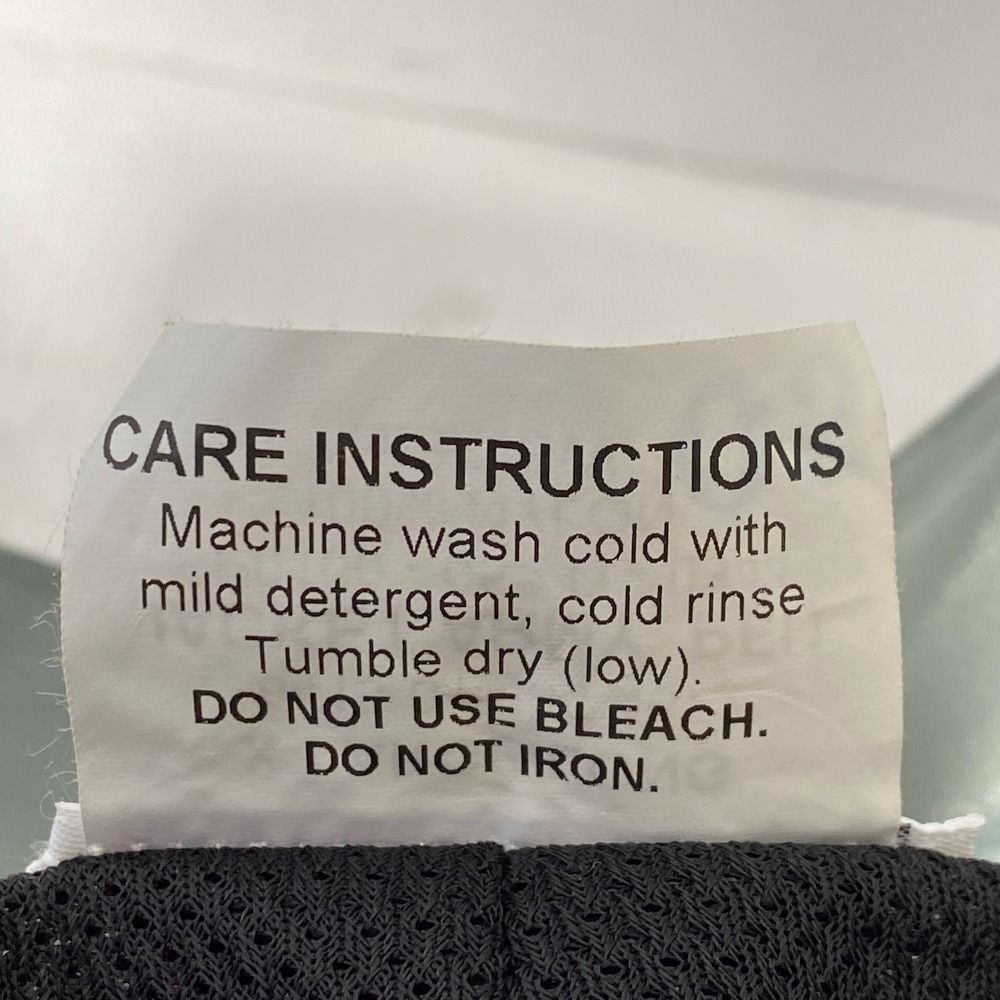 CARE INSTRUCTIONS
Machine wash cold with
mild detergent, cold rinse
Tumble dry (low).
DO NOT USE BLEACH.
DO NOT IRON.